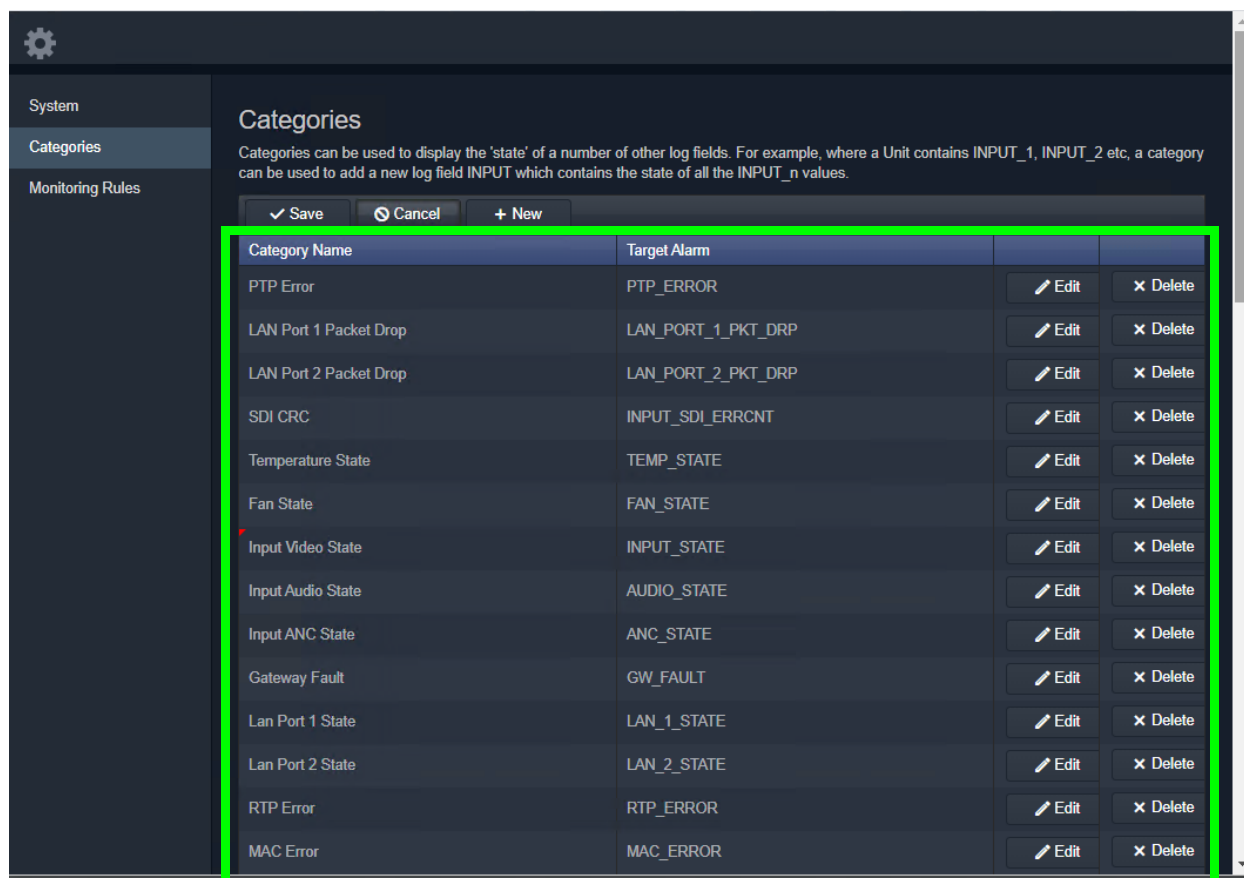 System
Categories
Monitoring Rules
Categories
Categories can be used to display the 'state' of a number of other log fields. For example, where a Unit contains INPUT_1, INPUT_2 etc, a category
can be used to add a new log field INPUT which contains the state of all the INPUT_n values.
Save Cancel + New
Category Name Target Alarm
PTP Error PTP_ERROR Edit Delete
LAN Port 1 Packet Drop LAN_PORT_1_PKT_DRP Edit Delete
LAN Port 2 Packet Drop LAN_PORT_2_PKT_DRP Edit Delete
SDI CRC INPUT_SDI_ERRCNT Edit Delete
Temperature State TEMP_STATE Edit Delete
Fan State FAN_STATE Edit Delete
Input Video State INPUT_STATE Edit Delete
Input Audio State AUDIO_STATE Edit Delete
Input ANC State ANC_STATE Edit Delete
Gateway Fault GW_FAULT Edit Delete
Lan Port 1 State LAN_1_STATE Edit Delete
Lan Port 2 State LAN_2_STATE Edit Delete
RTP Error RTP_ERROR Edit Delete
MAC Error MAC_ERROR Edit Delete